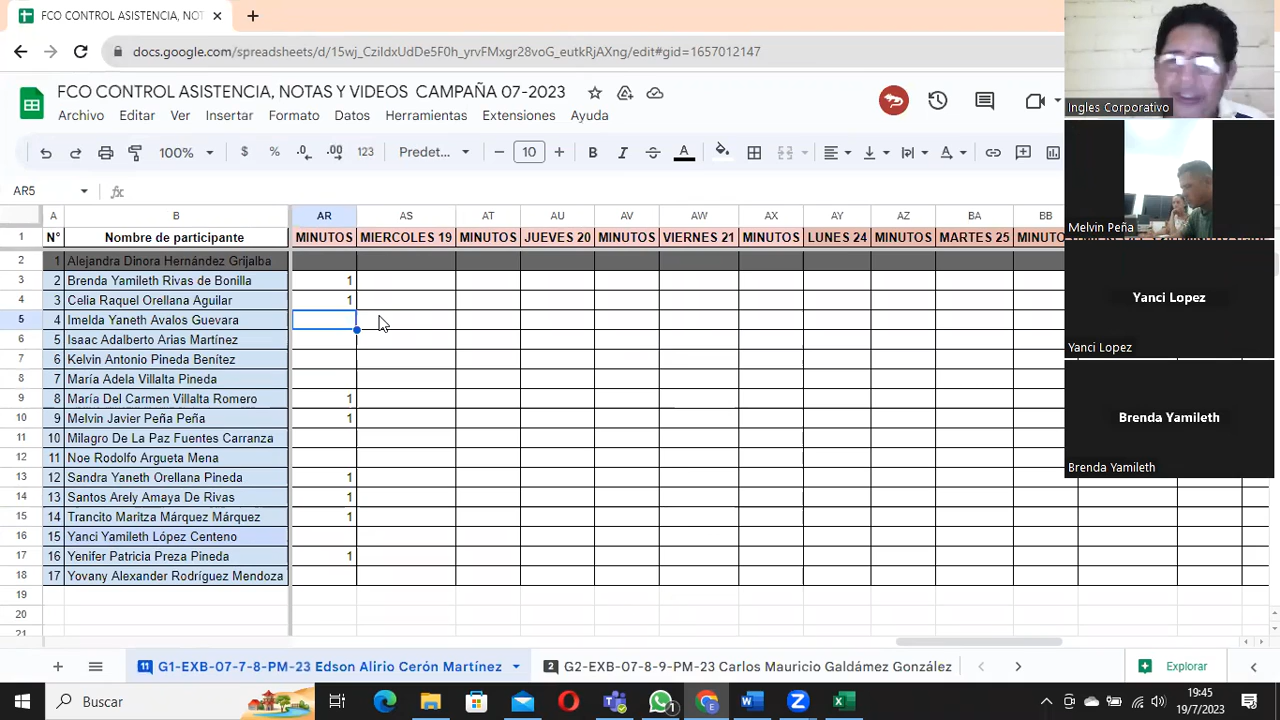 FCO CONTROL ASISTENCIA, NOT
docs.google.com/spreadsheets/d/15wj_CzildxUdDe5F0h_yrvFMxgr28voG_eutkRjAXng/edit#gid=1657012147
FCO CONTROL ASISTENCIA, NOTAS Y VIDEOS CAMPAÑA 07-2023
Archivo Editar Ver Insertar Formato Datos Herramientas Extensiones Ayuda
100% $ % .0 .00 123 Predet... 10 B I A
AR5 fx
A B AR AS AT AU AV AW AX AY AZ BA BB
1 N° Nombre de participante MINUTOS MIERCOLES 19 MINUTOS JUEVES 20 MINUTOS VIERNES 21 MINUTOS LUNES 24 MINUTOS MARTES 25 MINUTO
2 1 Alejandra Dinora Hernández Grijalba
3 2 Brenda Yamileth Rivas de Bonilla 1
4 3 Celia Raquel Orellana Aguilar 1
5 4 Imelda Yaneth Avalos Guevara
6 5 Isaac Adalberto Arias Martínez
7 6 Kelvin Antonio Pineda Benítez
8 7 María Adela Villalta Pineda
9 8 María Del Carmen Villalta Romero 1
10 9 Melvin Javier Peña Peña 1
11 10 Milagro De La Paz Fuentes Carranza
12 11 Noe Rodolfo Argueta Mena
13 12 Sandra Yaneth Orellana Pineda 1
14 13 Santos Arely Amaya De Rivas 1
15 14 Trancito Maritza Márquez Márquez 1
16 15 Yanci Yamileth López Centeno
17 16 Yenifer Patricia Preza Pineda 1
18 17 Yovany Alexander Rodríguez Mendoza
19
20
21
11 G1-EXB-07-7-8-PM-23 Edson Alirio Cerón Martínez 2 G2-EXB-07-8-9-PM-23 Carlos Mauricio Galdámez González Explorar
Buscar 1 19:45
19/7/2023
Ingles Corporativo
Melvin Peña
Yanci Lopez
Yanci Lopez
Brenda Yamileth
Brenda Yamileth